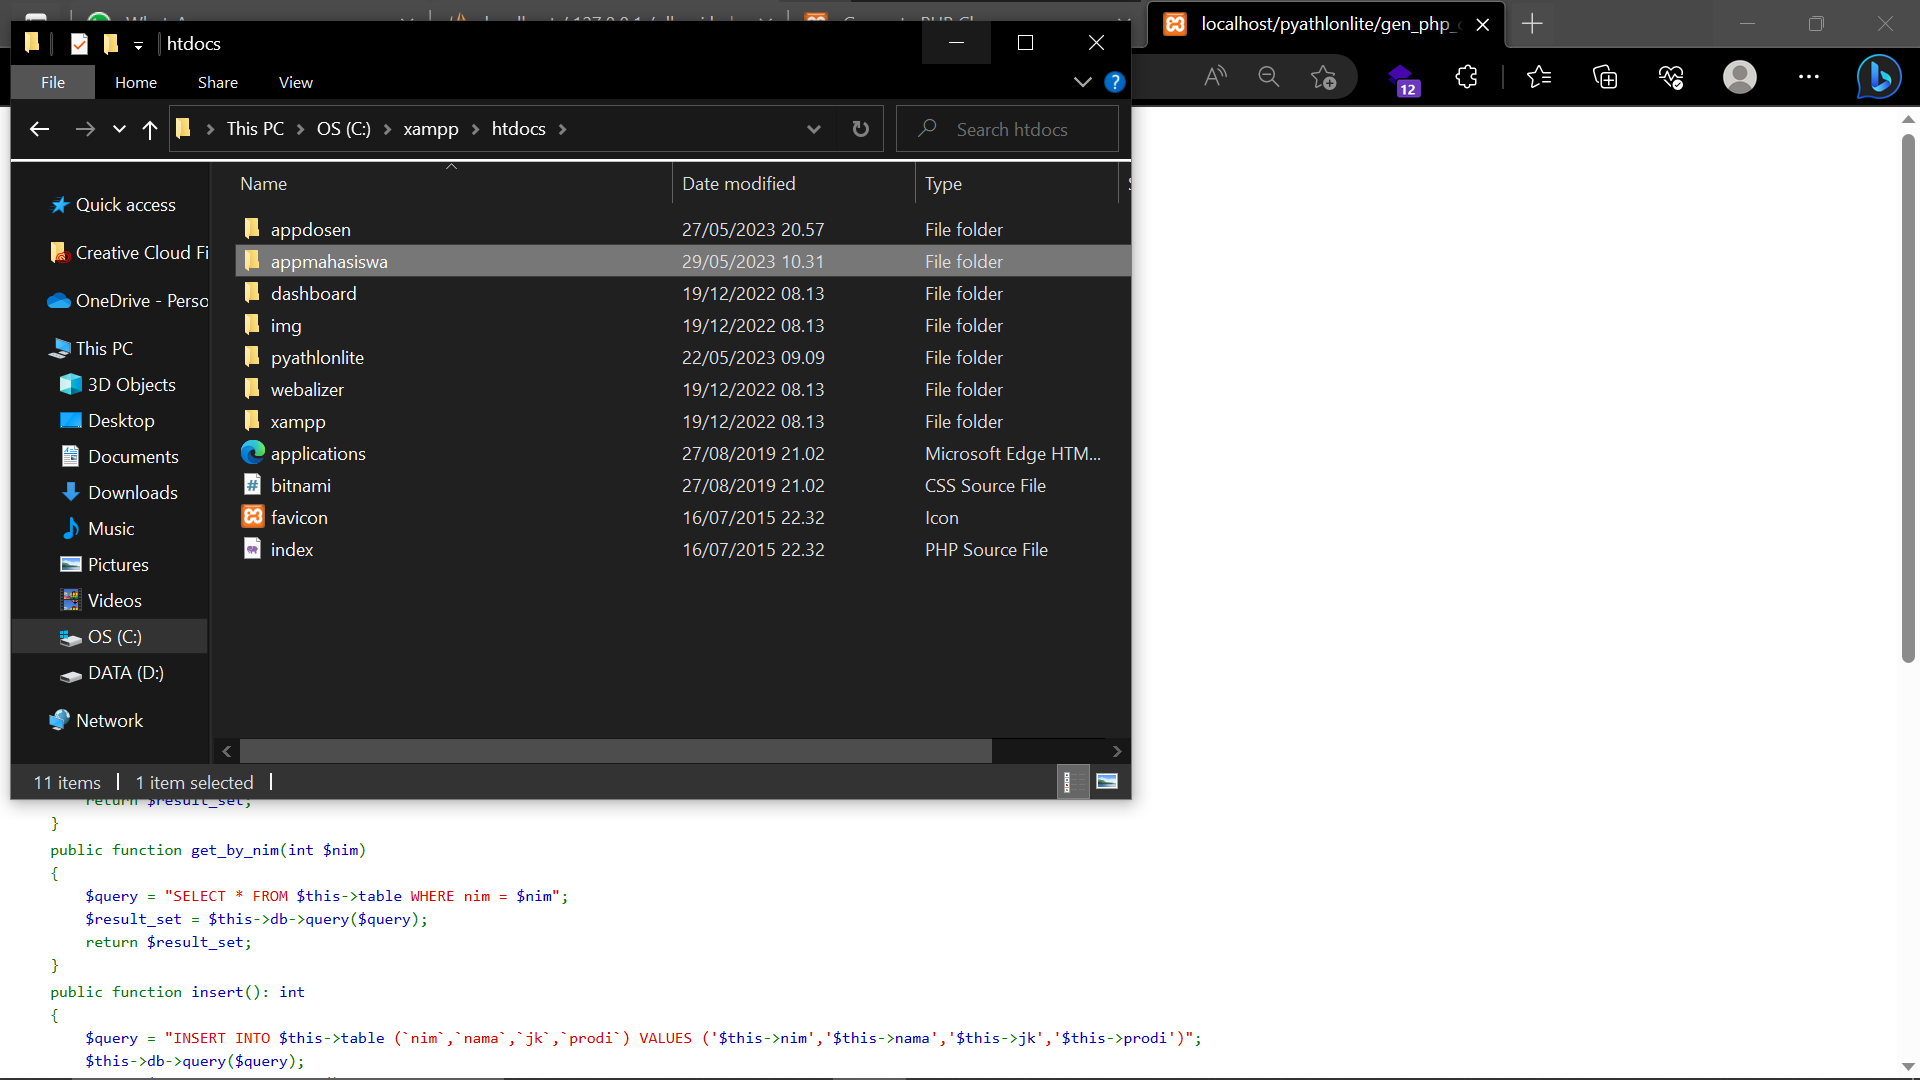 localhost/pyathlonlite/gen_php_
htdocs
File Home Share View
12
This PC OS (C:) xampp htdocs
Search htdocs
Name Date modified Type
Quick access
Creative Cloud Fi
OneDrive - Perso
This PC
3D Objects
Desktop
Documents
Downloads
Music
Pictures
Videos
OS (C:)
DATA (D:)
Network
appdosen 27/05/2023 20.57 File folder
appmahasiswa 29/05/2023 10.31 File folder
dashboard 19/12/2022 08.13 File folder
img 19/12/2022 08.13 File folder
pyathlonlite 22/05/2023 09.09 File folder
webalizer 19/12/2022 08.13 File folder
xampp 19/12/2022 08.13 File folder
applications 27/08/2019 21.02 Microsoft Edge HTM...
bitnami 27/08/2019 21.02 CSS Source File
favicon 16/07/2015 22.32 Icon
index 16/07/2015 22.32 PHP Source File
11 items 1 item selected
return $result_set;
}
public function get_by_nim(int $nim)
{
$query = "SELECT * FROM $this->table WHERE nim = $nim";
$result_set = $this->db->query($query);
return $result_set;
}
public function insert(): int
{
$query = "INSERT INTO $this->table (`nim`,`nama`,`jk`,`prodi`) VALUES ('$this->nim','$this->nama','$this->jk','$this->prodi')";
$this->db->query($query);